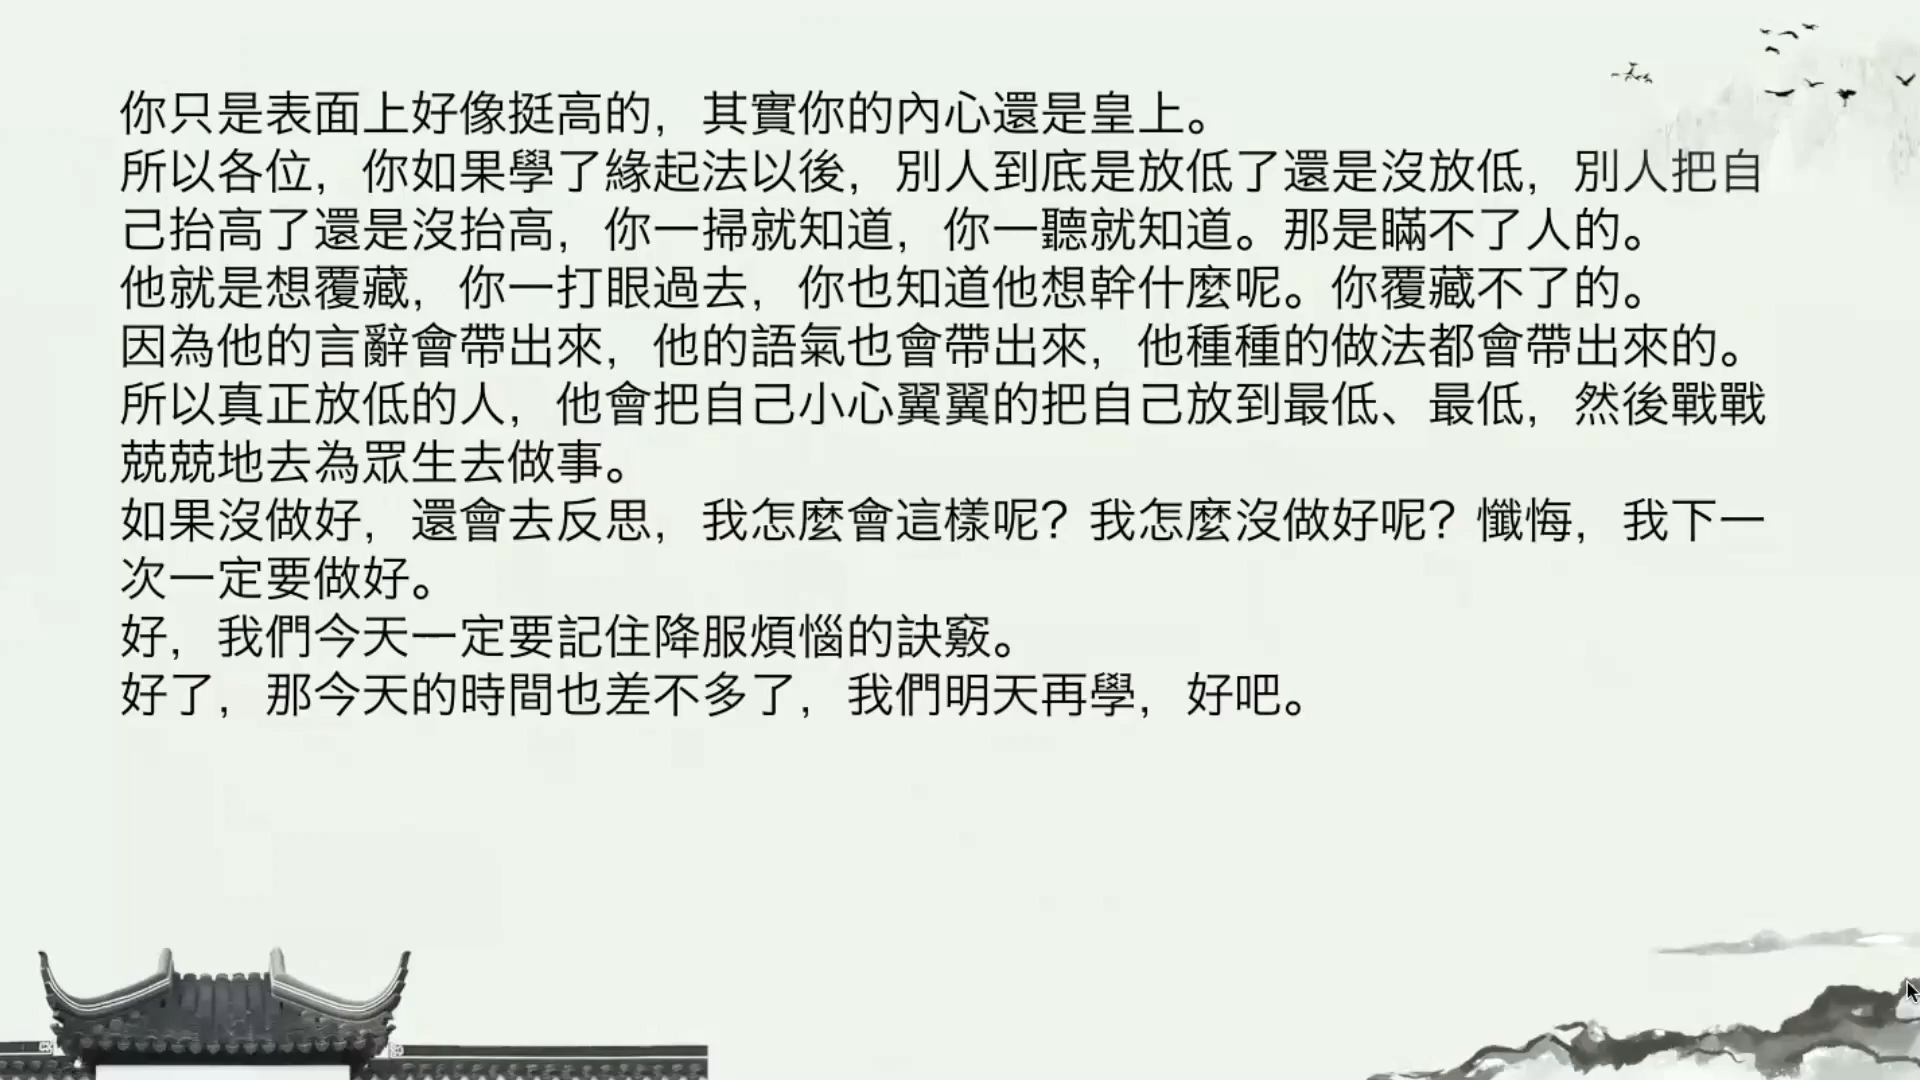 你只是表面上好像挺高的，其實你的內心還是皇上。
所以各位，你如果學了緣起法以後，別人到底是放低了還是沒放低，別人把自
己抬高了還是沒抬高，你一掃就知道，你一聽就知道。那是瞞不了人的。
他就是想覆藏，你一打眼過去，你也知道他想幹什麼呢。你覆藏不了的。
因為他的言辭會帶出來，他的語氣也會帶出來，他種種的做法都會帶出來的。
所以真正放低的人，他會把自己小心翼翼的把自己放到最低、最低，然後戰戰
兢兢地去為眾生去做事。
如果沒做好，還會去反思，我怎麼會這樣呢？我怎麼沒做好呢？懺悔，我下一
次一定要做好。
好，我們今天一定要記住降服煩惱的訣竅。
好了，那今天的時間也差不多了，我們明天再學，好吧。